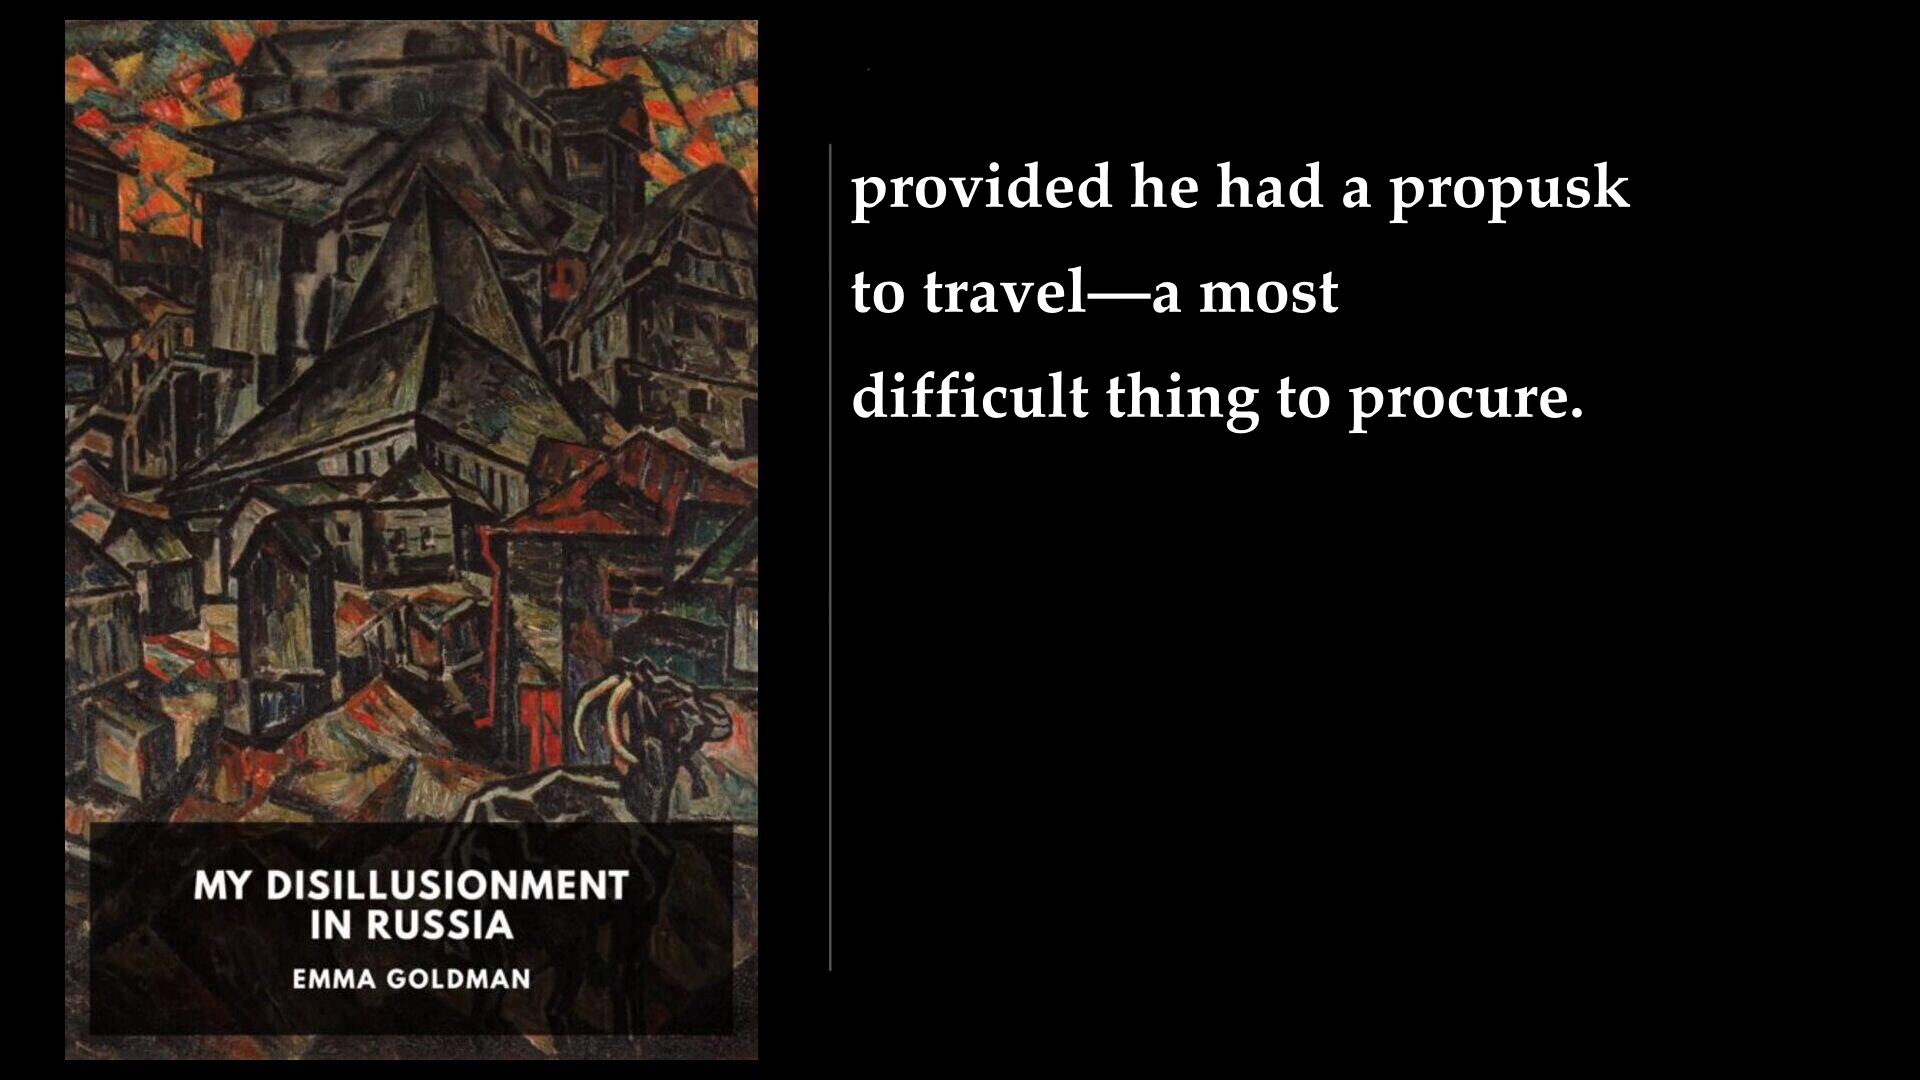 provided he had a propusk
to travel—a most
difficult thing to procure.
MY DISILLUSIONMENT
IN RUSSIA
EMMA GOLDMAN